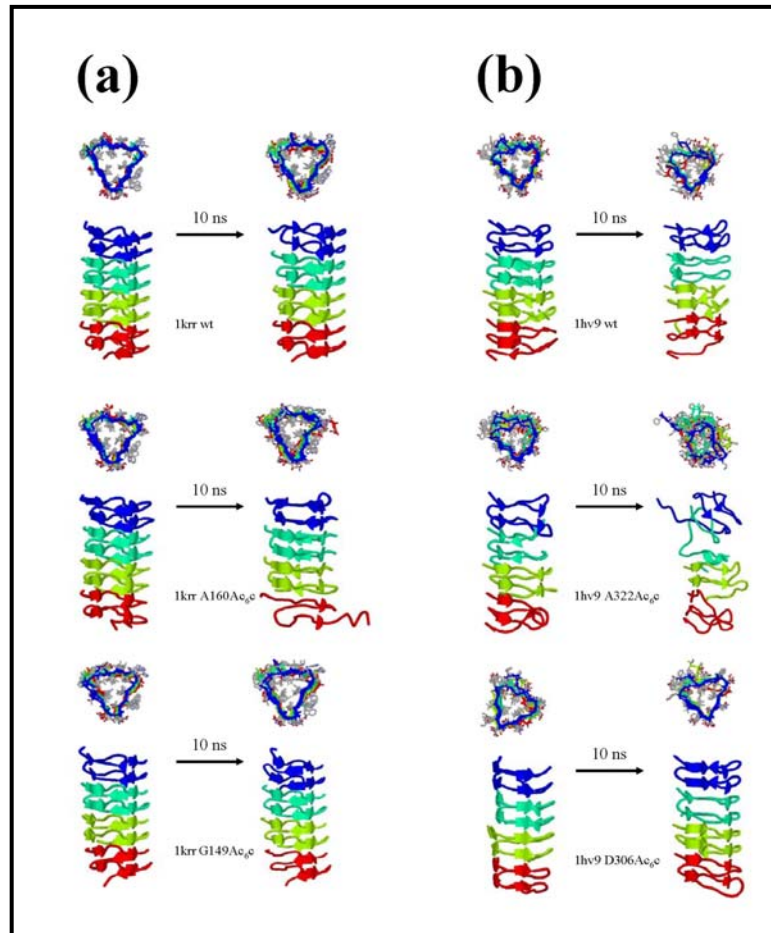 (a)
10 ns
1krr wt
10 ns
1krr A160Ac₆c
10 ns
1krr G149Ac₆c
(b)
10 ns
1hv9 wt
10 ns
1hv9 A322Ac₆c
10 ns
1hv9 D306Ac₆c